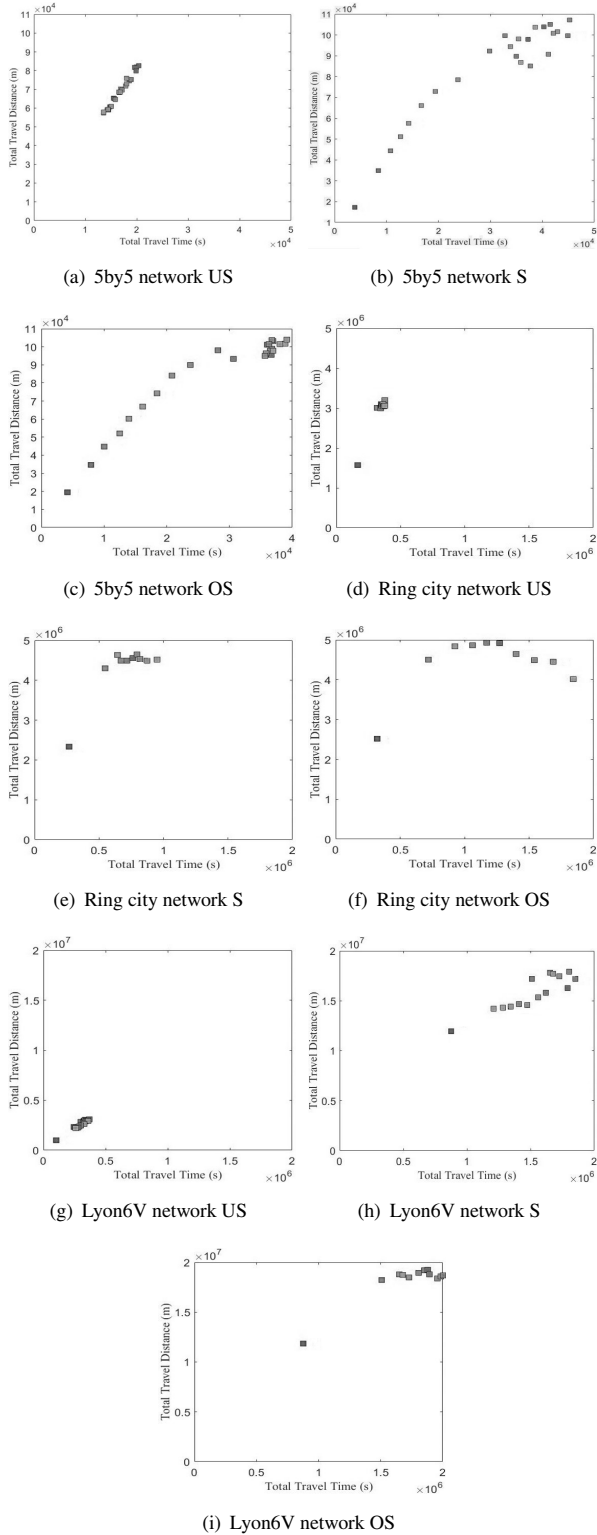 ×10⁴
11
10
9
8
7
6
5
4
3
2
1
0
Total Travel Distance (m)
0 1 2 3 4 5
Total Travel Time (s)
×10⁴
(a) 5by5 network US
×10⁴
11
10
9
8
7
6
5
4
3
2
1
Total Travel Distance (m)
0 1 2 3 4 5
Total Travel Time (s)
×10⁴
(b) 5by5 network S
×10⁴
11
10
9
8
7
6
5
4
3
2
1
0
Total Travel Distance (m)
0 1 2 3 4
Total Travel Time (s)
×10⁴
(c) 5by5 network OS
×10⁶
5
4
3
2
1
0
Total Travel Distance (m)
0 0.5 1 1.5 2
Total Travel Time (s)
×10⁶
(d) Ring city network US
×10⁶
5
4
3
2
1
0
Total Travel Distance (m)
0 0.5 1 1.5 2
Total Travel Time (s)
×10⁶
(e) Ring city network S
×10⁶
5
4
3
2
1
0
Total Travel Distance (m)
0 0.5 1 1.5 2
Total Travel Time (s)
×10⁶
(f) Ring city network OS
×10⁷
2
1.5
1
0.5
0
Total Travel Distance (m)
0 0.5 1 1.5 2
Total Travel Time (s)
×10⁶
(g) Lyon6V network US
×10⁷
2
1.5
1
0.5
0
Total Travel Distance (m)
0 0.5 1 1.5 2
Total Travel Time (s)
×10⁶
(h) Lyon6V network S
×10⁷
2
1.5
1
0.5
0
Total Travel Distance (m)
0 0.5 1 1.5 2
Total Travel Time (s)
×10⁶
(i) Lyon6V network OS